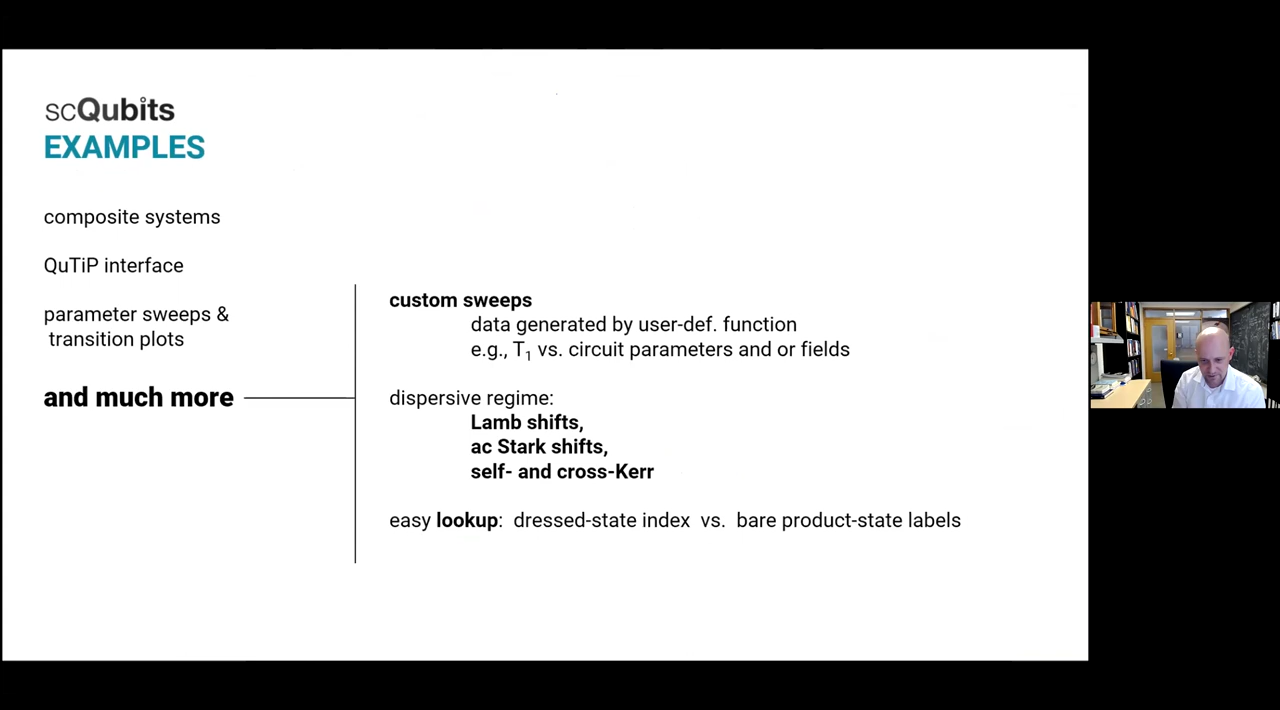 scQubits
EXAMPLES
composite systems
QuTiP interface
parameter sweeps &
transition plots
and much more
custom sweeps
data generated by user-def. function
e.g., T1 vs. circuit parameters and or fields
dispersive regime:
Lamb shifts,
ac Stark shifts,
self- and cross-Kerr
easy lookup: dressed-state index vs. bare product-state labels